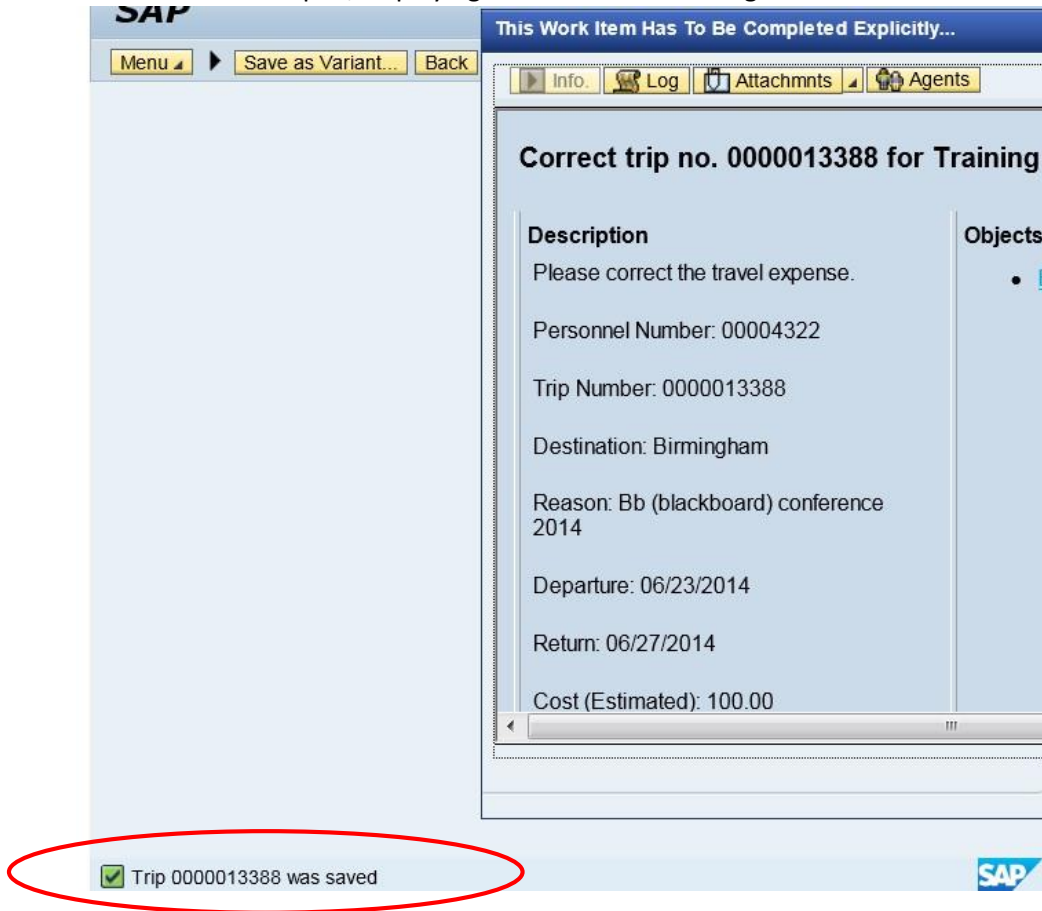 SAP
This Work Item Has To Be Completed Explicitly...
Menu Save as Variant... Back
Info. Log Attachmnts Agents
Correct trip no. 0000013388 for Training
Description Objects
Please correct the travel expense.
Personnel Number: 00004322
Trip Number: 0000013388
Destination: Birmingham
Reason: Bb (blackboard) conference
2014
Departure: 06/23/2014
Return: 06/27/2014
Cost (Estimated): 100.00
Trip 0000013388 was saved
SAP